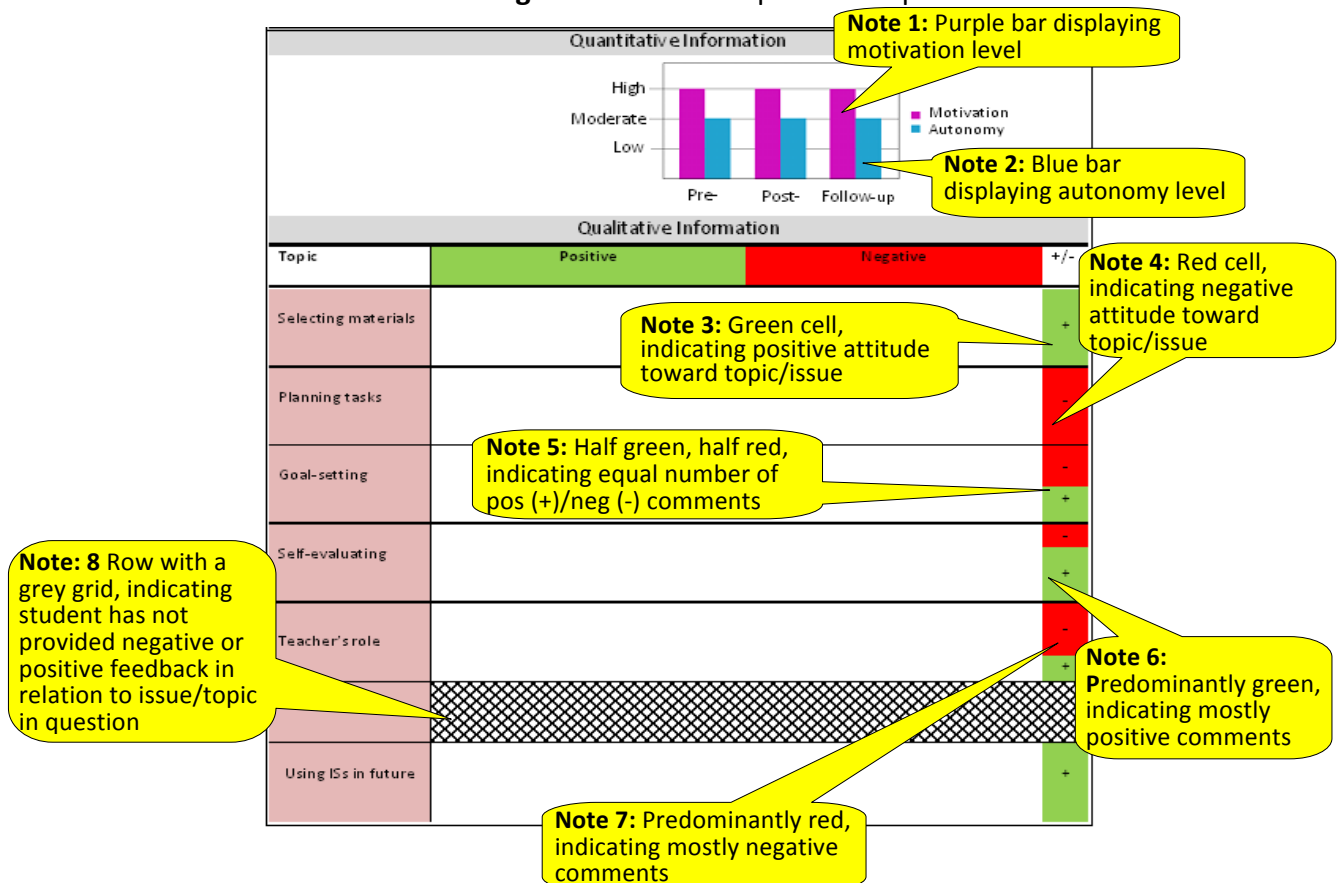 Quantitative Information
Note 1: Purple bar displaying
motivation level
High
Moderate
Low
Motivation
Autonomy
Pre-
Post-
Follow-up
Note 2: Blue bar
displaying autonomy level
Qualitative Information
Topic
Positive
Negative
+/-
Note 4: Red cell,
indicating negative
attitude toward
topic/issue
Selecting materials
+
Note 3: Green cell,
indicating positive attitude
toward topic/issue
Planning tasks
-
Note 5: Half green, half red,
indicating equal number of
pos (+)/neg (-) comments
Goal-setting
-
+
Self-evaluating
-
+
Note: 8 Row with a
grey grid, indicating
student has not
provided negative or
positive feedback in
relation to issue/topic
in question
Teacher's role
-
+
Note 6:
Predominantly green,
indicating mostly
positive comments
Using ISs in future
+
Note 7: Predominantly red,
indicating mostly negative
comments